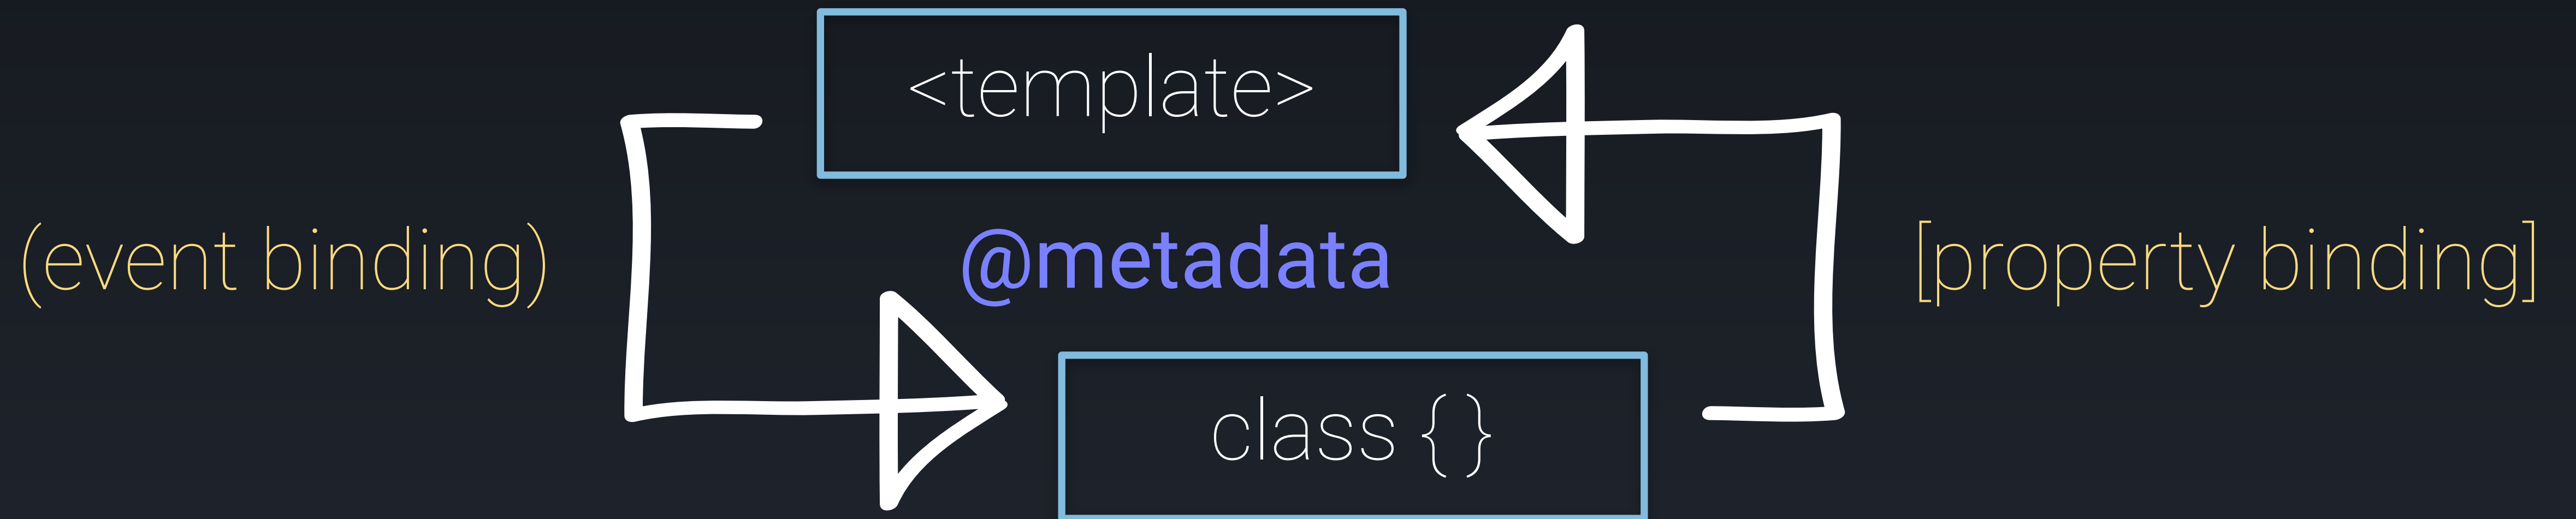 <template>
(event binding)
@metadata
[property binding]
class { }